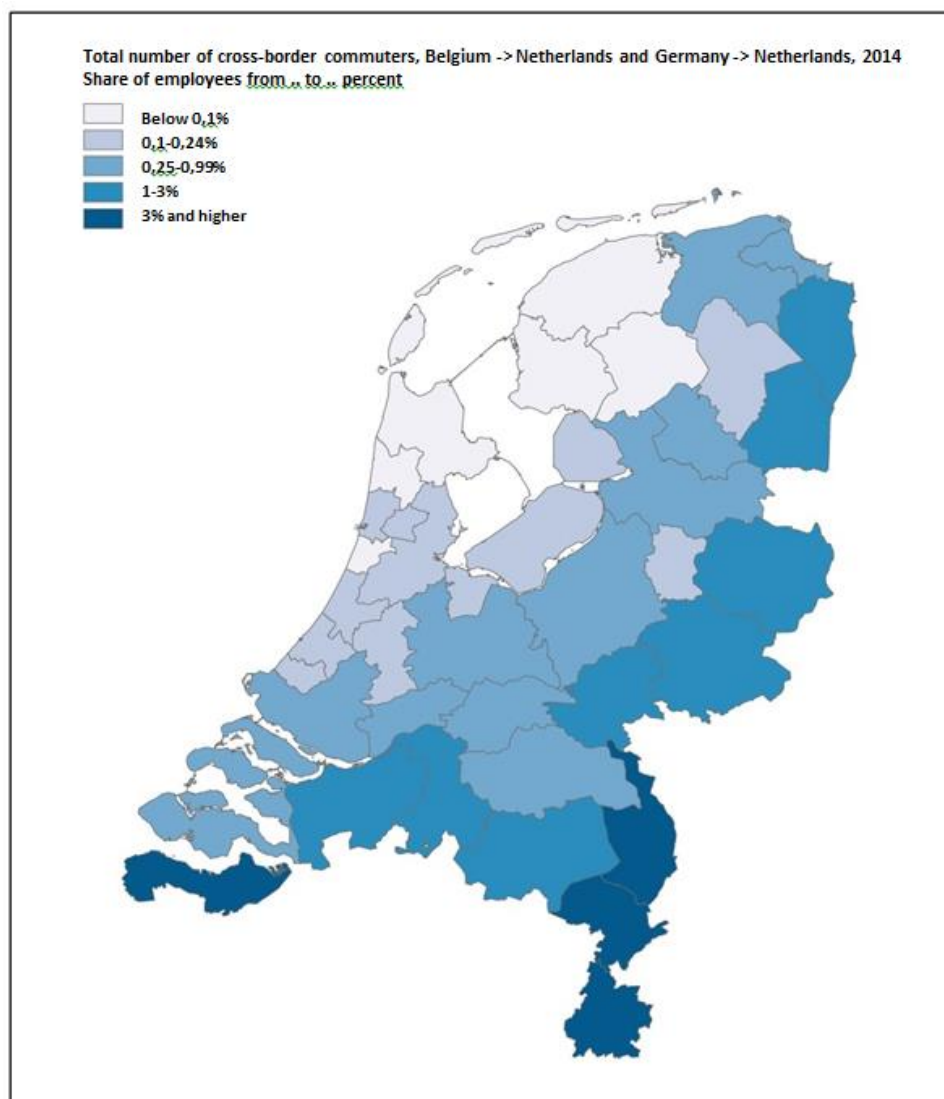 Total number of cross-border commuters, Belgium -> Netherlands and Germany -> Netherlands, 2014
Share of employees from .. to .. percent
Below 0,1%
0,1-0,24%
0,25-0,99%
1-3%
3% and higher